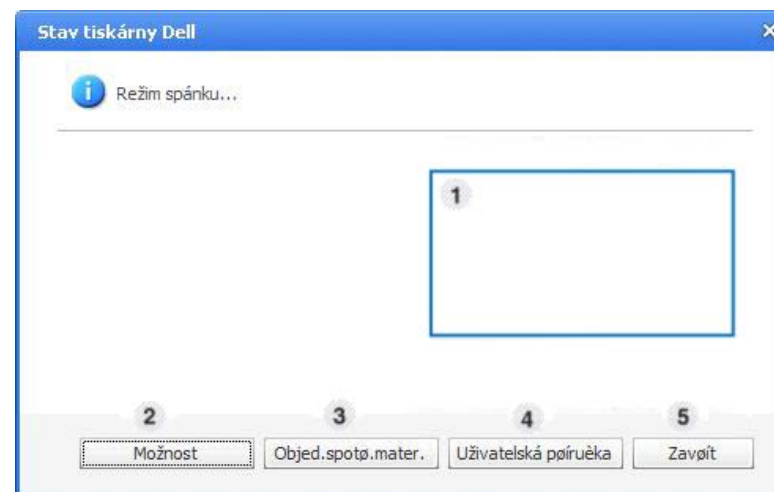 Stav tiskárny Dell
Režim spánku...
1
2 3 4 5
Možnost Objed.spotø.mater. Uživatelská pøíruèka Zavøít